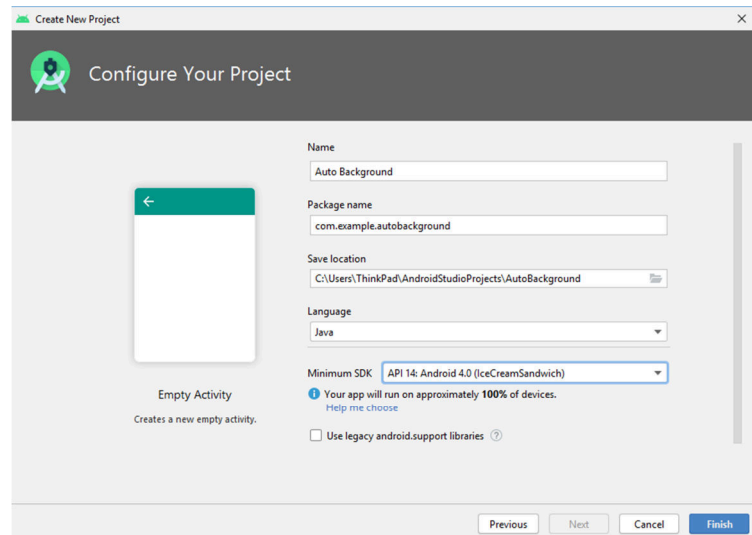 Create New Project
Configure Your Project
Name
Auto Background
Package name
com.example.autobackground
Save location
C:\Users\ThinkPad\AndroidStudioProjects\AutoBackground
Language
Java
Minimum SDK API 14: Android 4.0 (IceCreamSandwich)
Your app will run on approximately 100% of devices.
Help me choose
Use legacy android.support libraries ?
Empty Activity
Creates a new empty activity.
Previous Next Cancel Finish